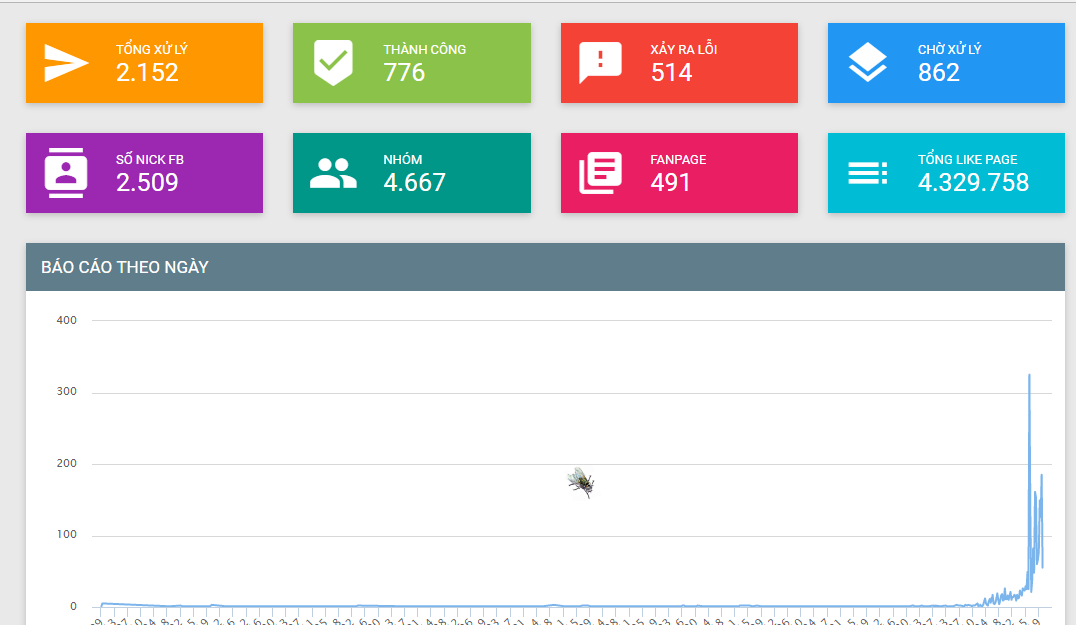 TỔNG XỬ LÝ
2.152
THÀNH CÔNG
776
XẢY RA LỖI
514
CHỜ XỬ LÝ
862
SỐ NICK FB
2.509
NHÓM
4.667
FANPAGE
491
TỔNG LIKE PAGE
4.329.758
BÁO CÁO THEO NGÀY
400
300
200
100
0